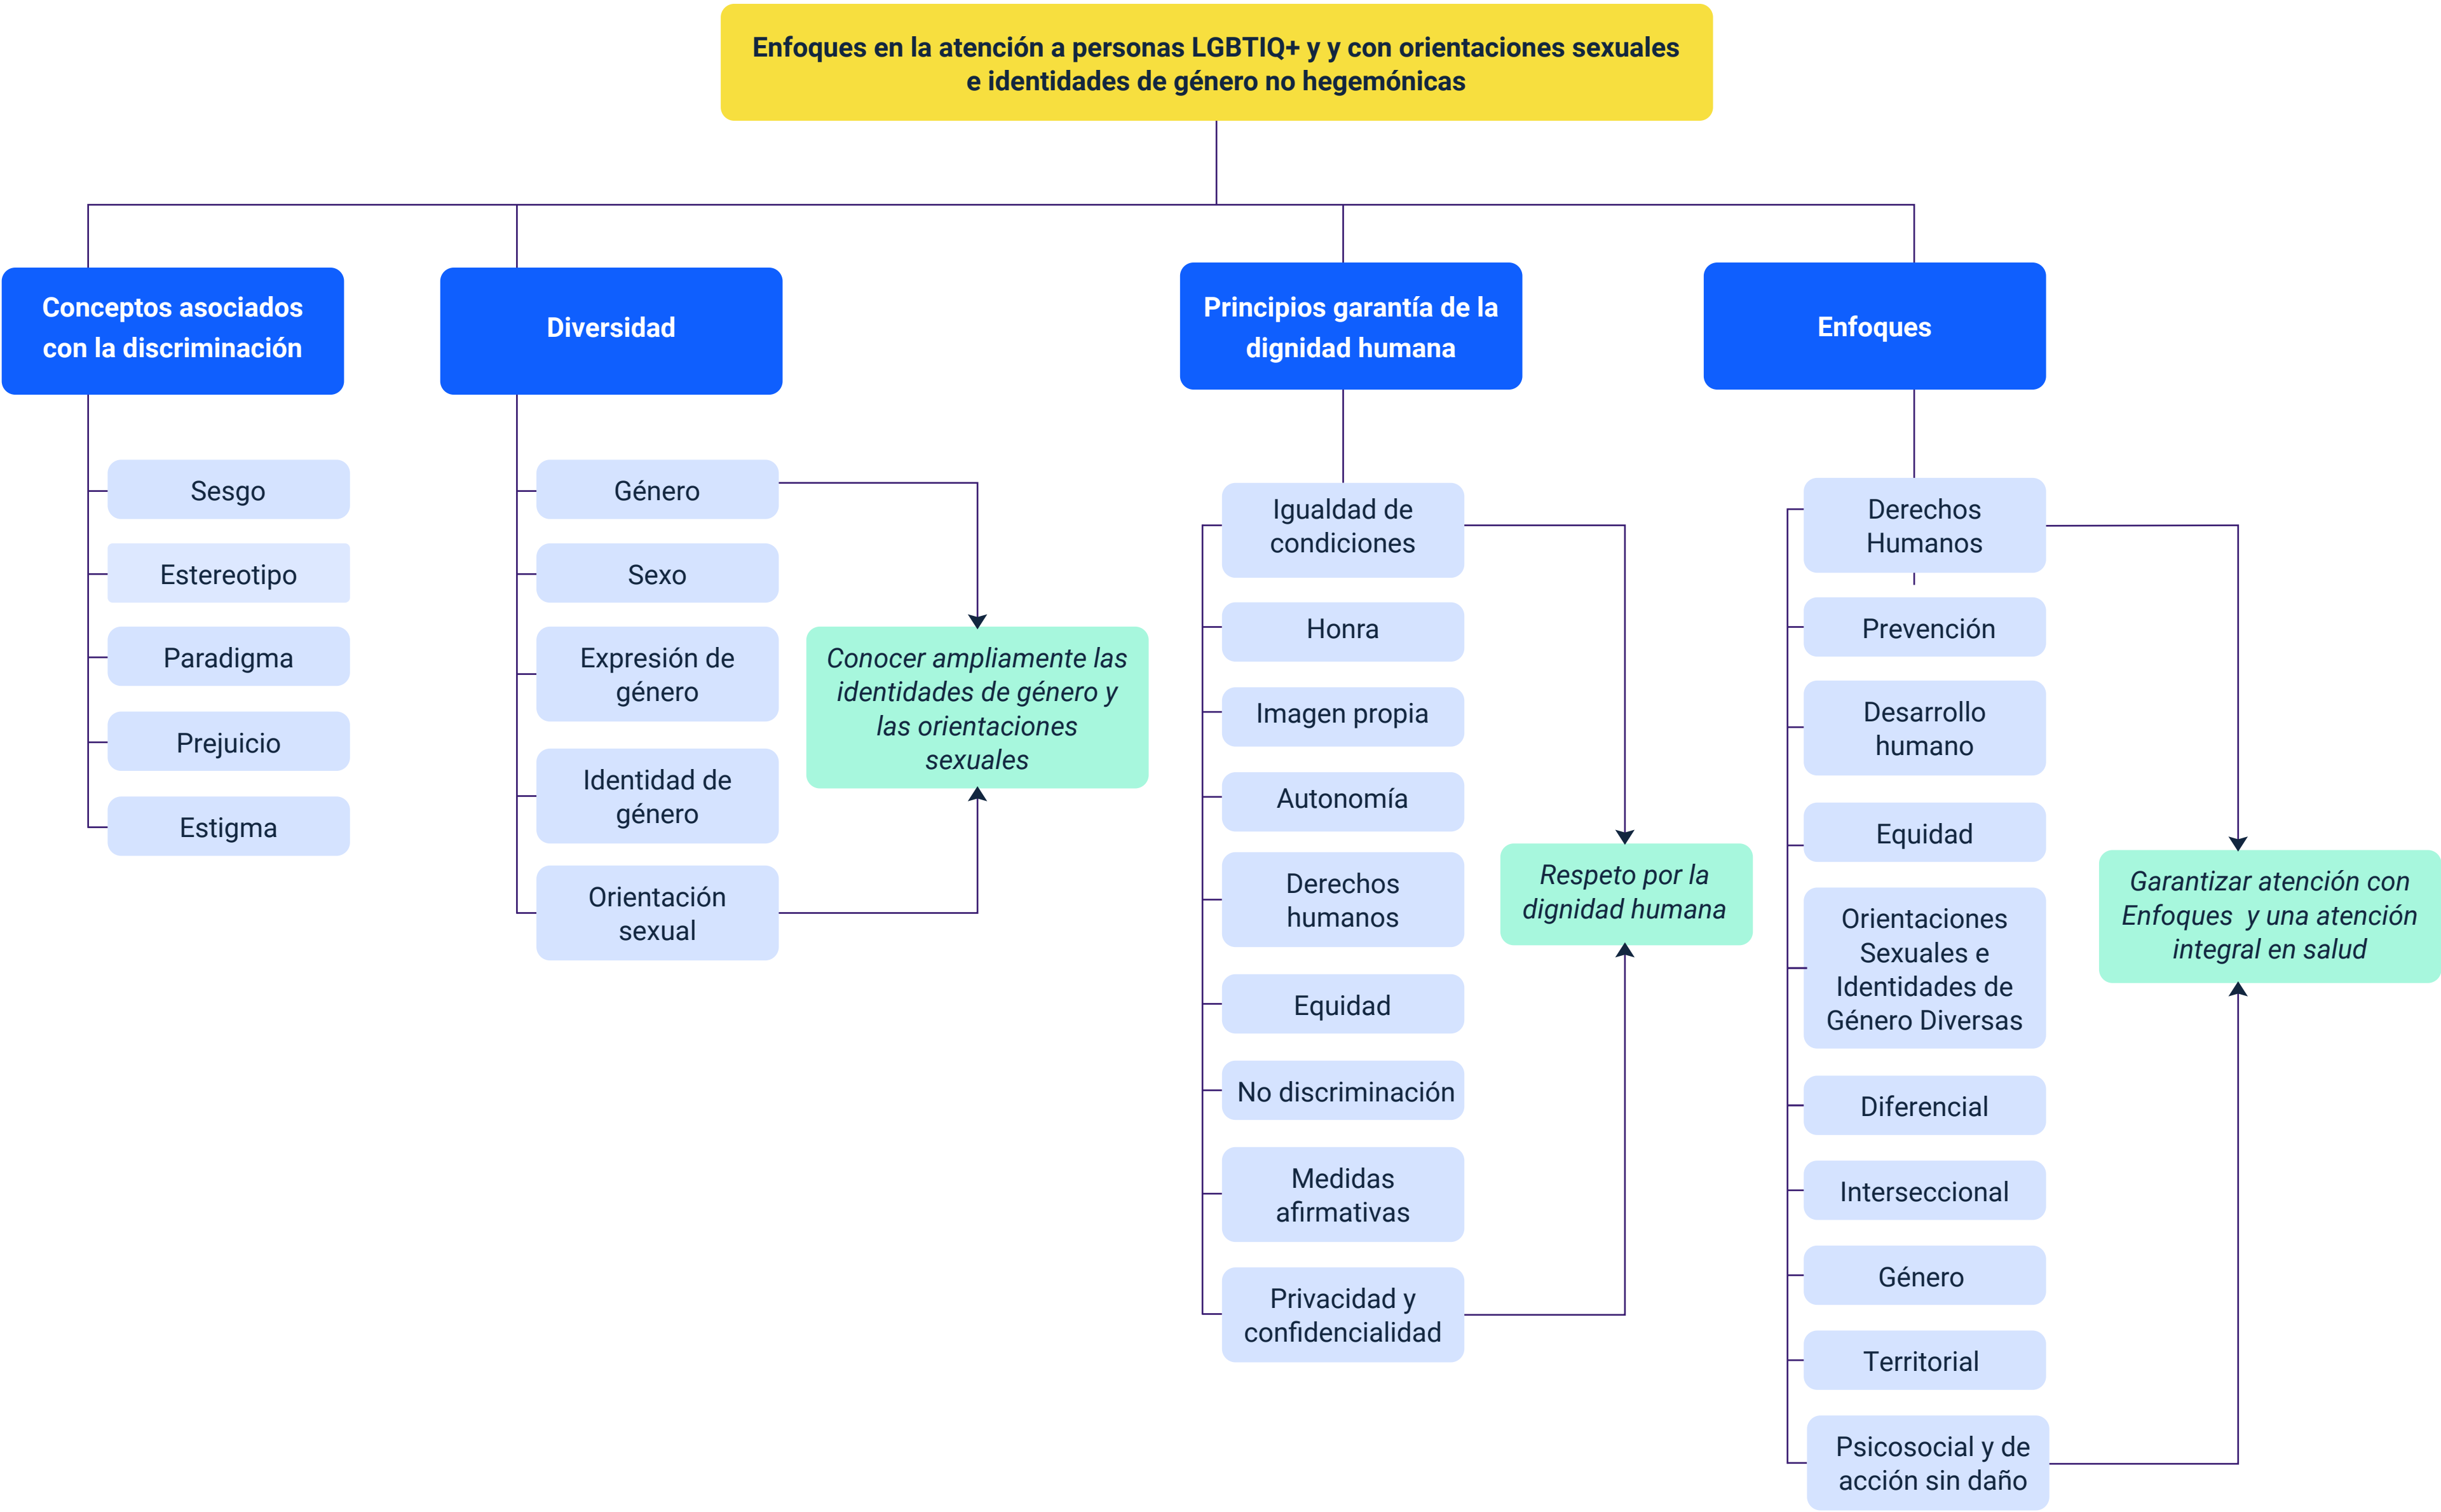 Enfoques en la atención a personas LGBTIQ+ y y con orientaciones sexuales
e identidades de género no hegemónicas
Conceptos asociados
con la discriminación
Sesgo
Estereotipo
Paradigma
Prejuicio
Estigma
Diversidad
Género
Sexo
Expresión de
género
Identidad de
género
Orientación
sexual
Conocer ampliamente las
identidades de género y
las orientaciones
sexuales
Principios garantía de la
dignidad humana
Igualdad de
condiciones
Honra
Imagen propia
Autonomía
Derechos
humanos
Equidad
No discriminación
Medidas
afirmativas
Privacidad y
confidencialidad
Respeto por la
dignidad humana
Enfoques
Derechos
Humanos
Prevención
Desarrollo
humano
Equidad
Orientaciones
Sexuales e
Identidades de
Género Diversas
Diferencial
Interseccional
Género
Territorial
Psicosocial y de
acción sin daño
Garantizar atención con
Enfoques y una atención
integral en salud